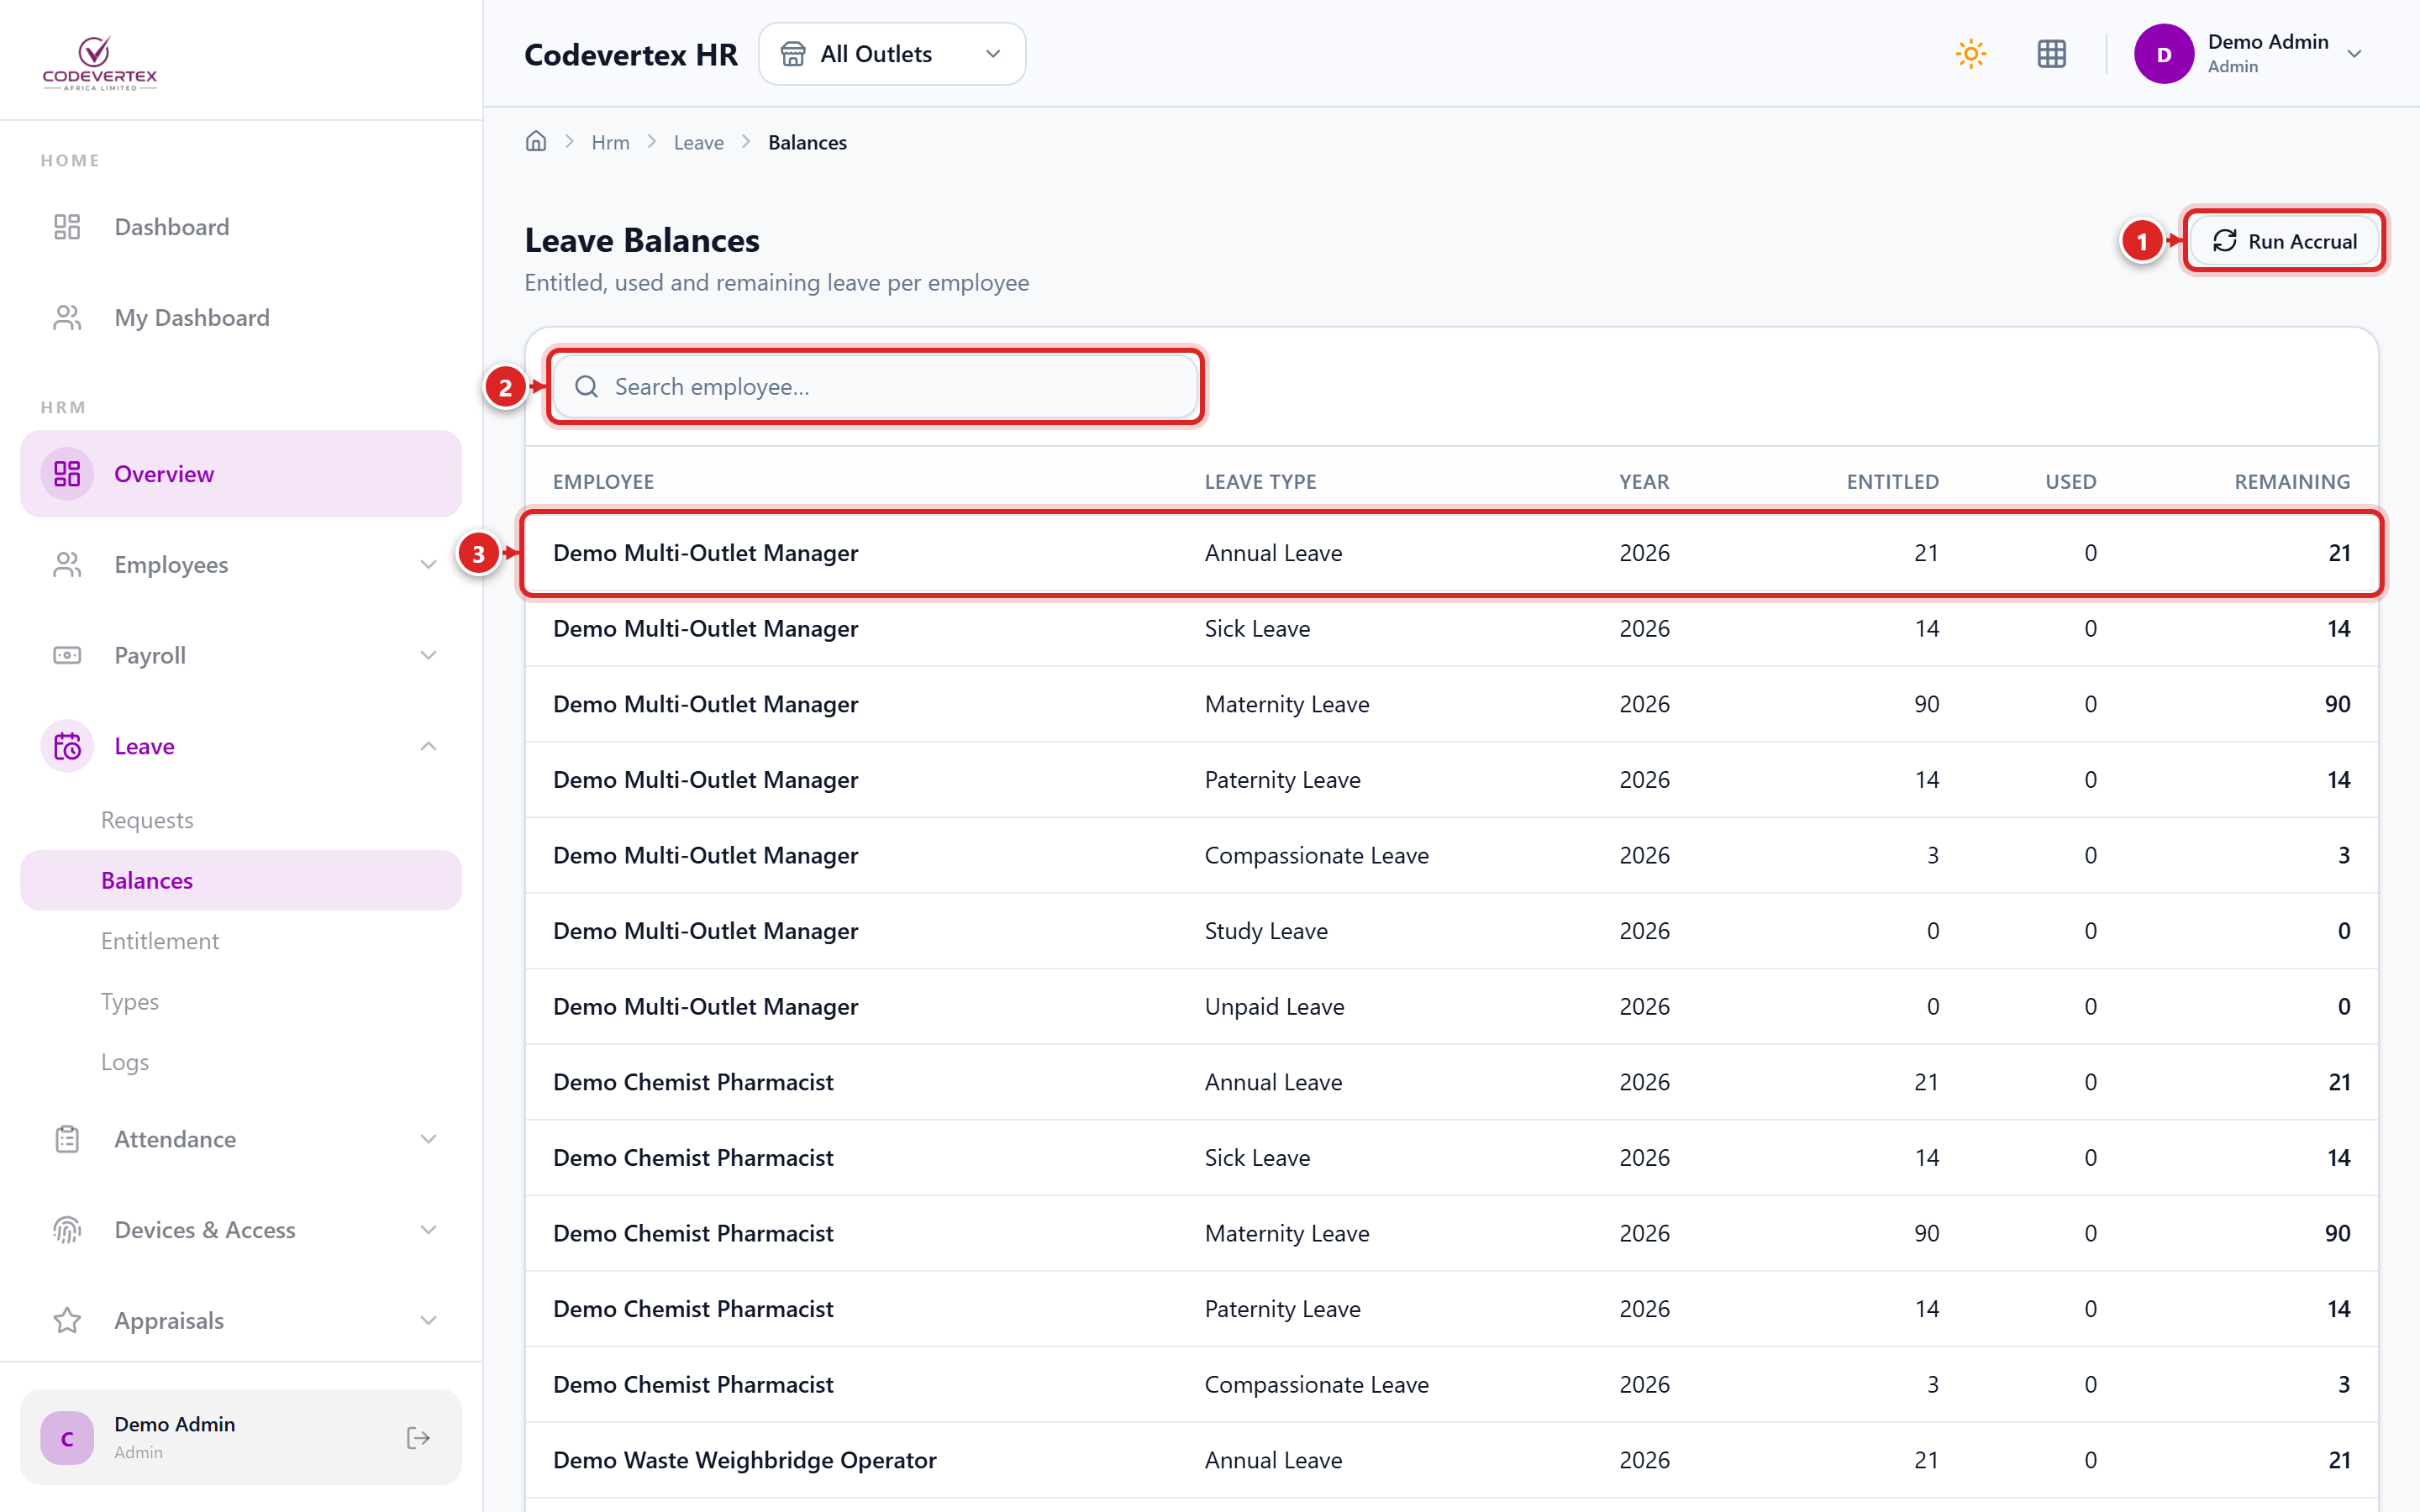 CODEVERTEX
AFRICA LIMITED
HOME
Dashboard
My Dashboard
HRM
Overview
Employees
Payroll
Leave
Requests
Balances
Entitlement
Types
Logs
Attendance
Devices & Access
Appraisals
C
Demo Admin
Admin
Codevertex HR
All Outlets
D
Demo Admin
Admin
Hrm Leave Balances
Leave Balances
Entitled, used and remaining leave per employee
1
Run Accrual
2
Search employee...
EMPLOYEE LEAVE TYPE YEAR ENTITLED USED REMAINING
3
Demo Multi-Outlet Manager Annual Leave 2026 21 0 21
Demo Multi-Outlet Manager Sick Leave 2026 14 0 14
Demo Multi-Outlet Manager Maternity Leave 2026 90 0 90
Demo Multi-Outlet Manager Paternity Leave 2026 14 0 14
Demo Multi-Outlet Manager Compassionate Leave 2026 3 0 3
Demo Multi-Outlet Manager Study Leave 2026 0 0 0
Demo Multi-Outlet Manager Unpaid Leave 2026 0 0 0
Demo Chemist Pharmacist Annual Leave 2026 21 0 21
Demo Chemist Pharmacist Sick Leave 2026 14 0 14
Demo Chemist Pharmacist Maternity Leave 2026 90 0 90
Demo Chemist Pharmacist Paternity Leave 2026 14 0 14
Demo Chemist Pharmacist Compassionate Leave 2026 3 0 3
Demo Waste Weighbridge Operator Annual Leave 2026 21 0 21